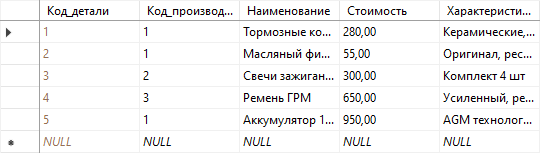 Код_детали Код_производ... Наименование Стоимость Характеристи...
1 1 Тормозные ко... 280,00 Керамические,...
2 1 Масляный фи... 55,00 Оригинал, рес...
3 2 Свечи зажиган... 300,00 Комплект 4 шт
4 3 Ремень ГРМ 650,00 Усиленный, ре...
5 1 Аккумулятор 1... 950,00 AGM технолог...
NULL NULL NULL NULL NULL